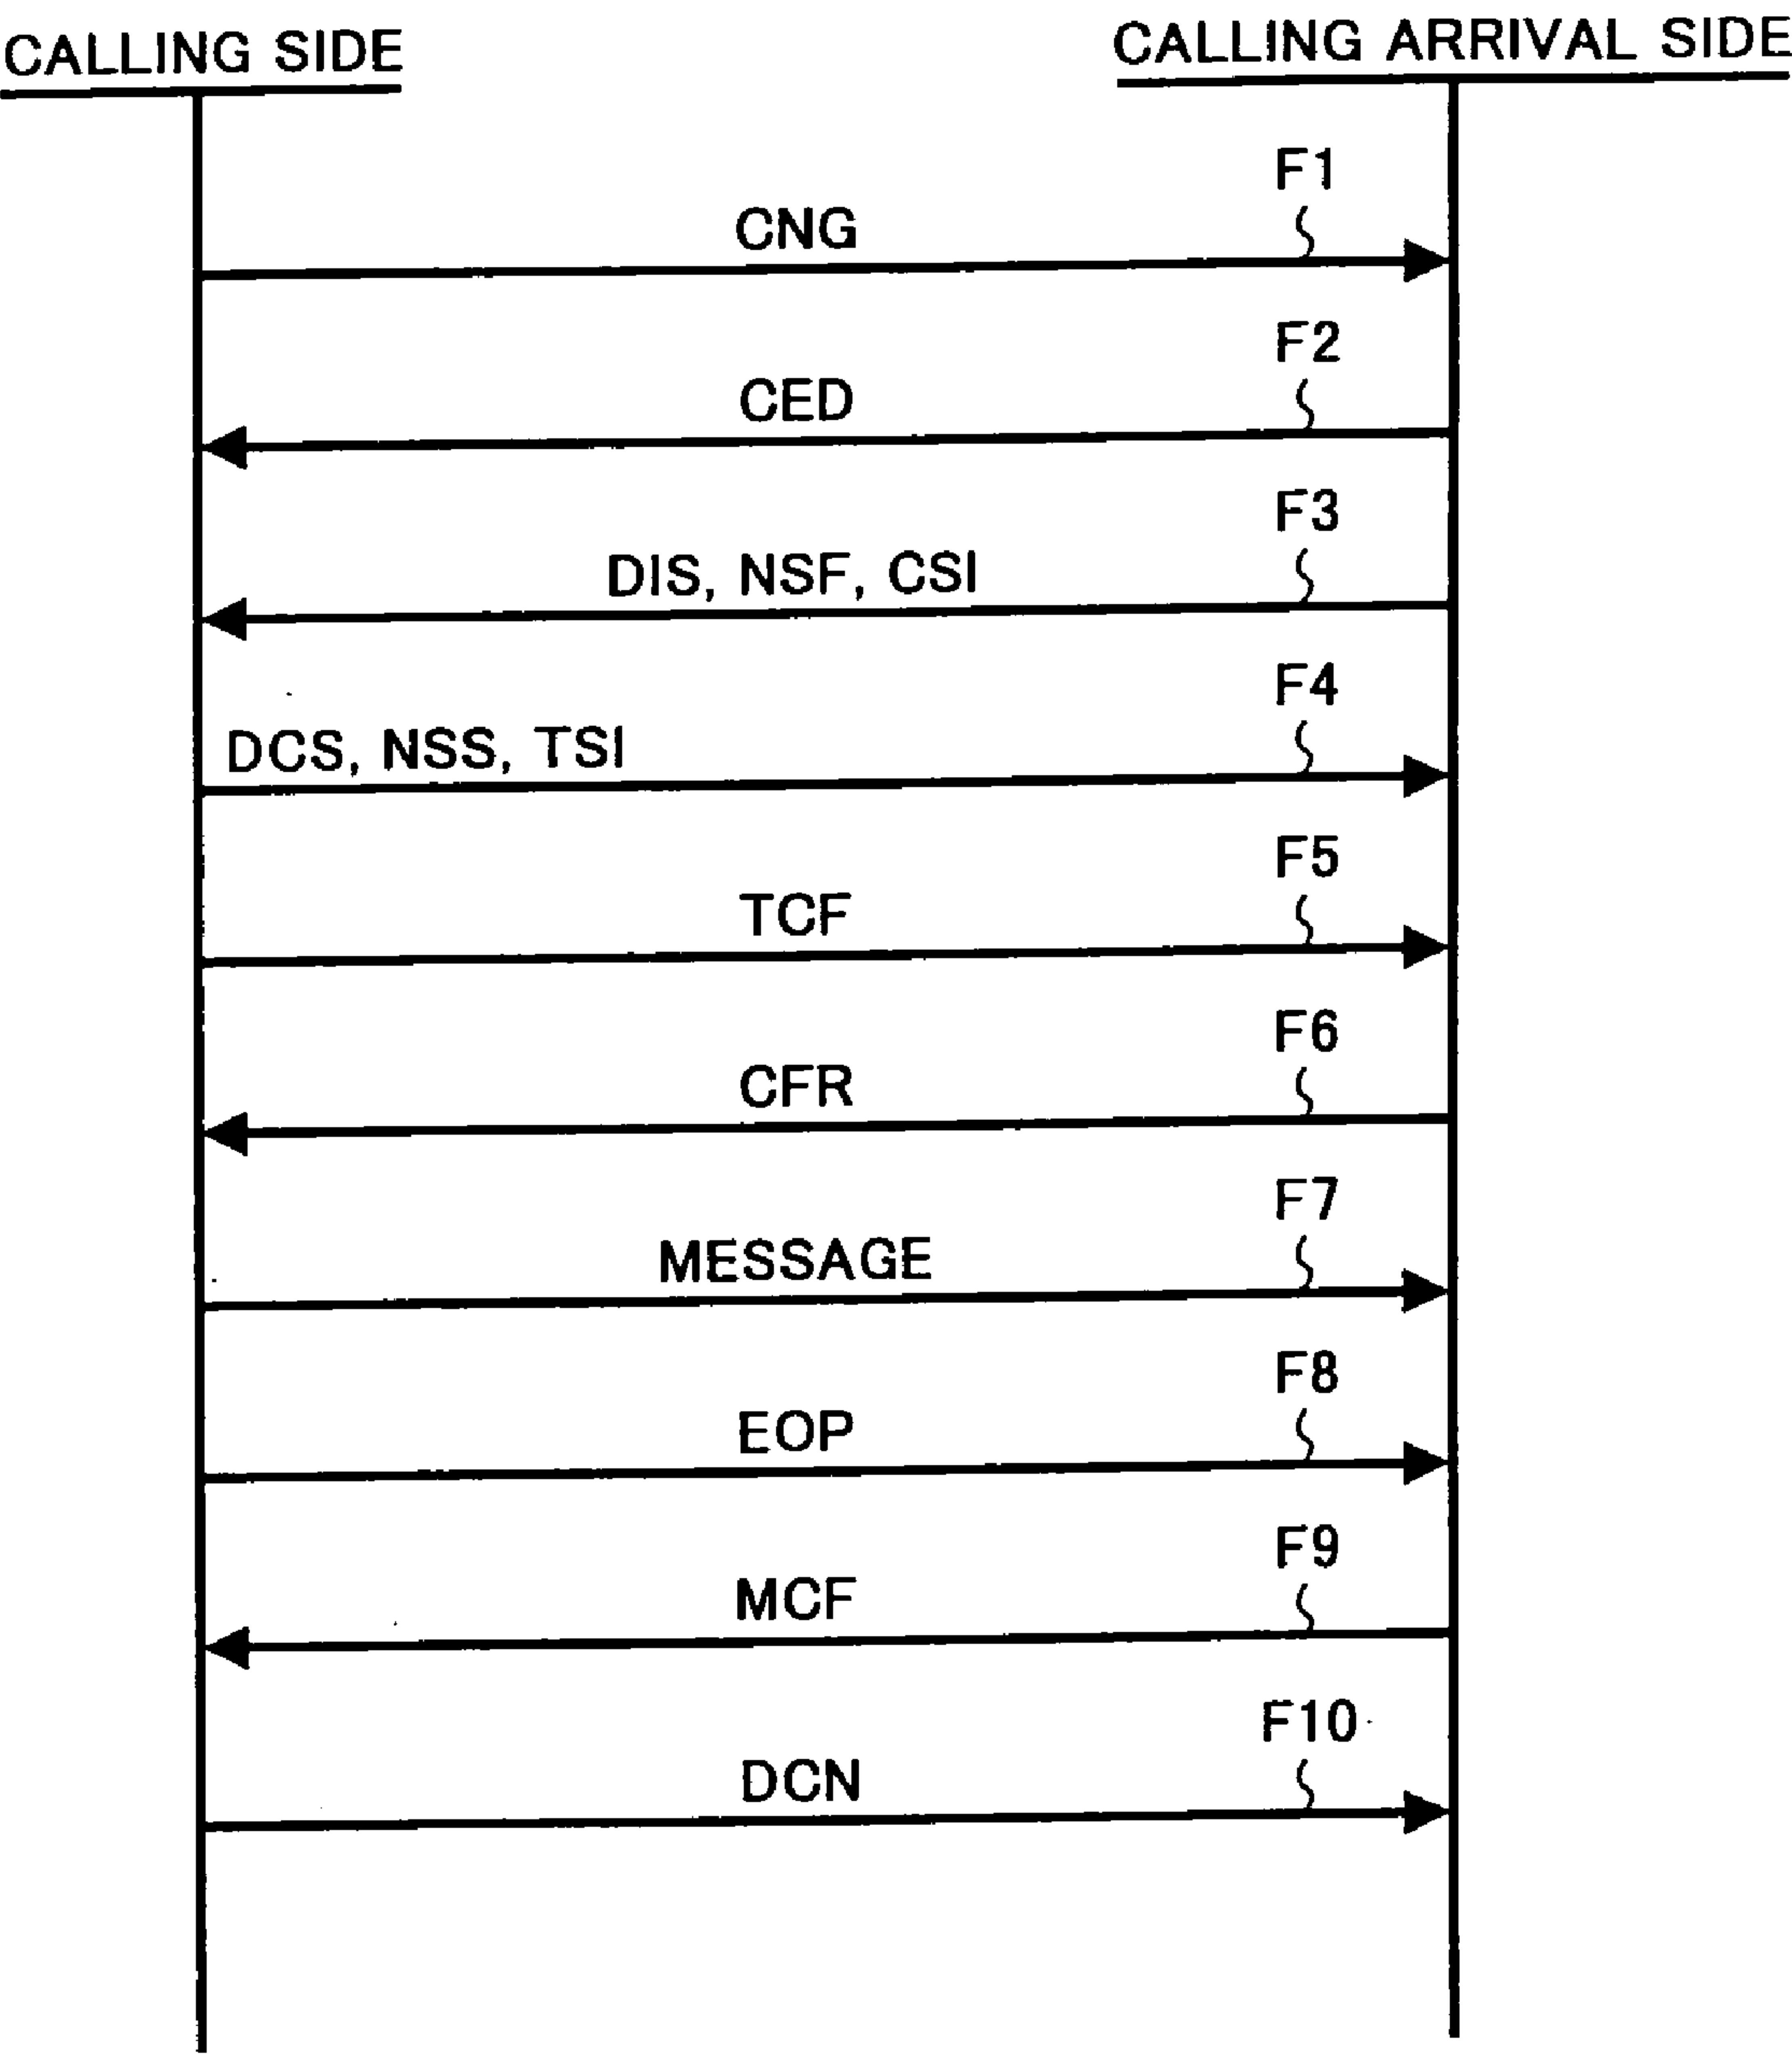 CALLING SIDE
CALLING ARRIVAL SIDE
F1
CNG
F2
CED
F3
DIS, NSF, CSI
F4
DCS, NSS, TSI
F5
TCF
F6
CFR
F7
MESSAGE
F8
EOP
F9
MCF
F10
DCN